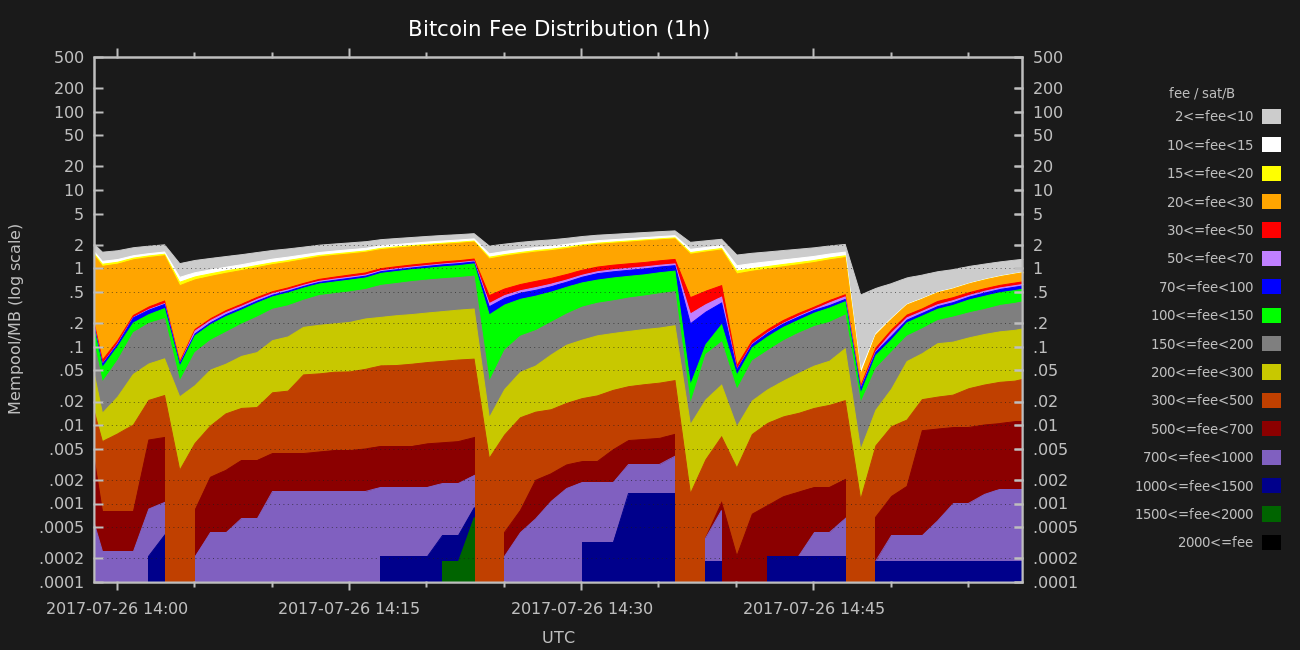 Bitcoin Fee Distribution (1h)
Mempool/MB (log scale)
500
200
100
50
20
10
5
2
1
.5
.2
.1
.05
.02
.01
.005
.002
.001
.0005
.0002
.0001
500
200
100
50
20
10
5
2
1
.5
.2
.1
.05
.02
.01
.005
.002
.001
.0005
.0002
.0001
2017-07-26 14:00
2017-07-26 14:15
2017-07-26 14:30
2017-07-26 14:45
UTC
fee / sat/B
2<=fee<10
10<=fee<15
15<=fee<20
20<=fee<30
30<=fee<50
50<=fee<70
70<=fee<100
100<=fee<150
150<=fee<200
200<=fee<300
300<=fee<500
500<=fee<700
700<=fee<1000
1000<=fee<1500
1500<=fee<2000
2000<=fee